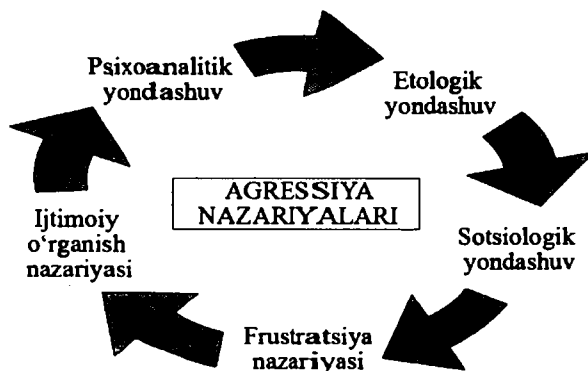 Psixoanalitik
yondashuv
Etologik
yondashuv
AGRESSIYA
NAZARIYALARI
Ijtimoiy
o‘rganish
nazariyasi
Sotsiologik
yondashuv
Frustratsiya
nazariyasi